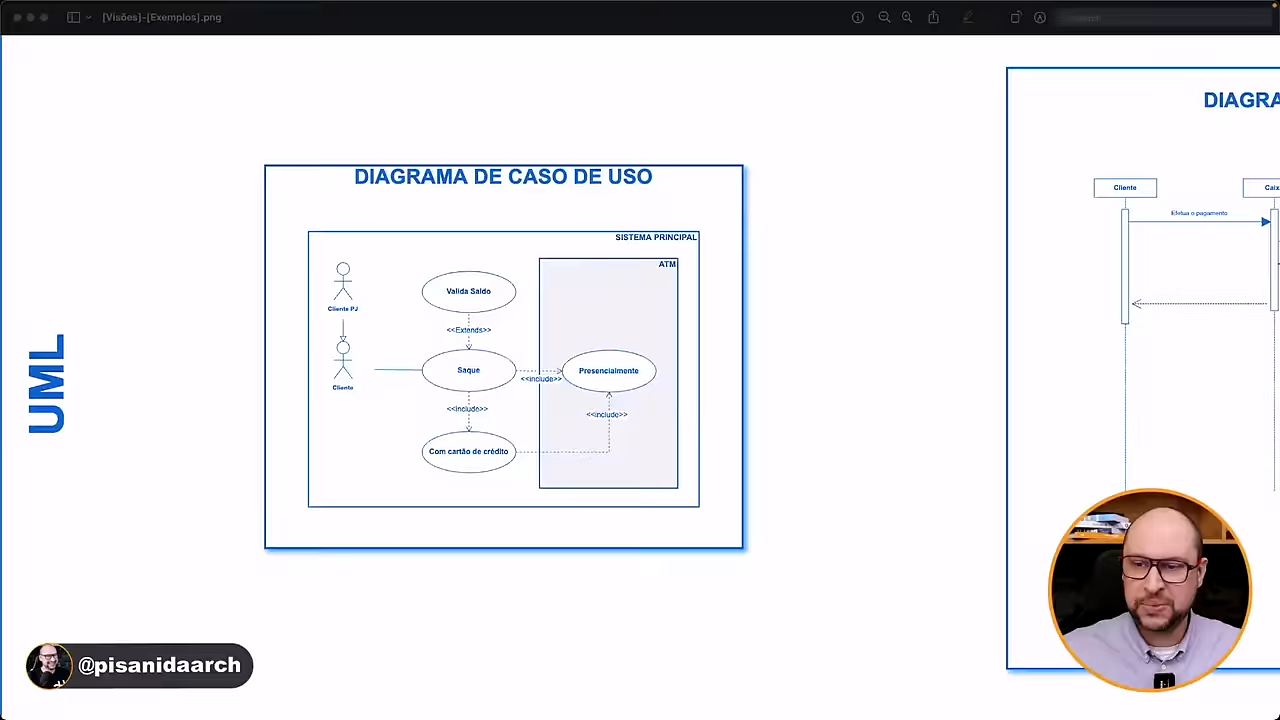 [Visões]-[Exemplos].png
UML
DIAGRAMA DE CASO DE USO
SISTEMA PRINCIPAL
ATM
Cliente PJ
Cliente
Valida Saldo
<<Extends>>
Saque
<<include>>
Presencialmente
<<include>>
<<include>>
Com cartão de crédito
DIAGRA
Cliente
Caix
Efetua o pagamento
@pisanidaarch